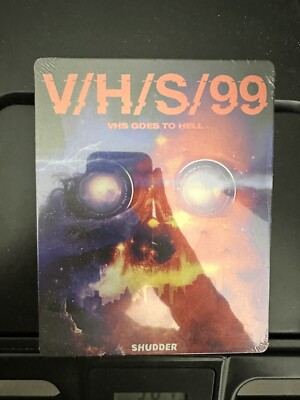 V/H/S/99
VHS GOES TO HELL
SHUDDER